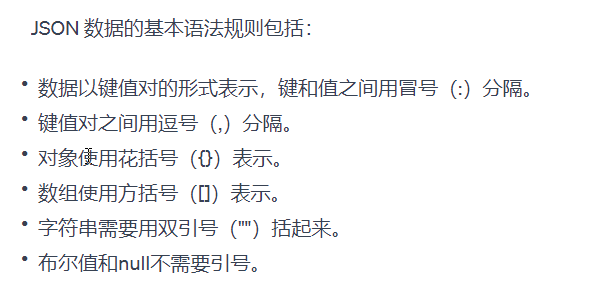 JSON 数据的基本语法规则包括：
• 数据以键值对的形式表示，键和值之间用冒号（:）分隔。
• 键值对之间用逗号（,）分隔。
• 对象使用花括号（{}）表示。
• 数组使用方括号（[]）表示。
• 字符串需要用双引号（""）括起来。
• 布尔值和null不需要引号。